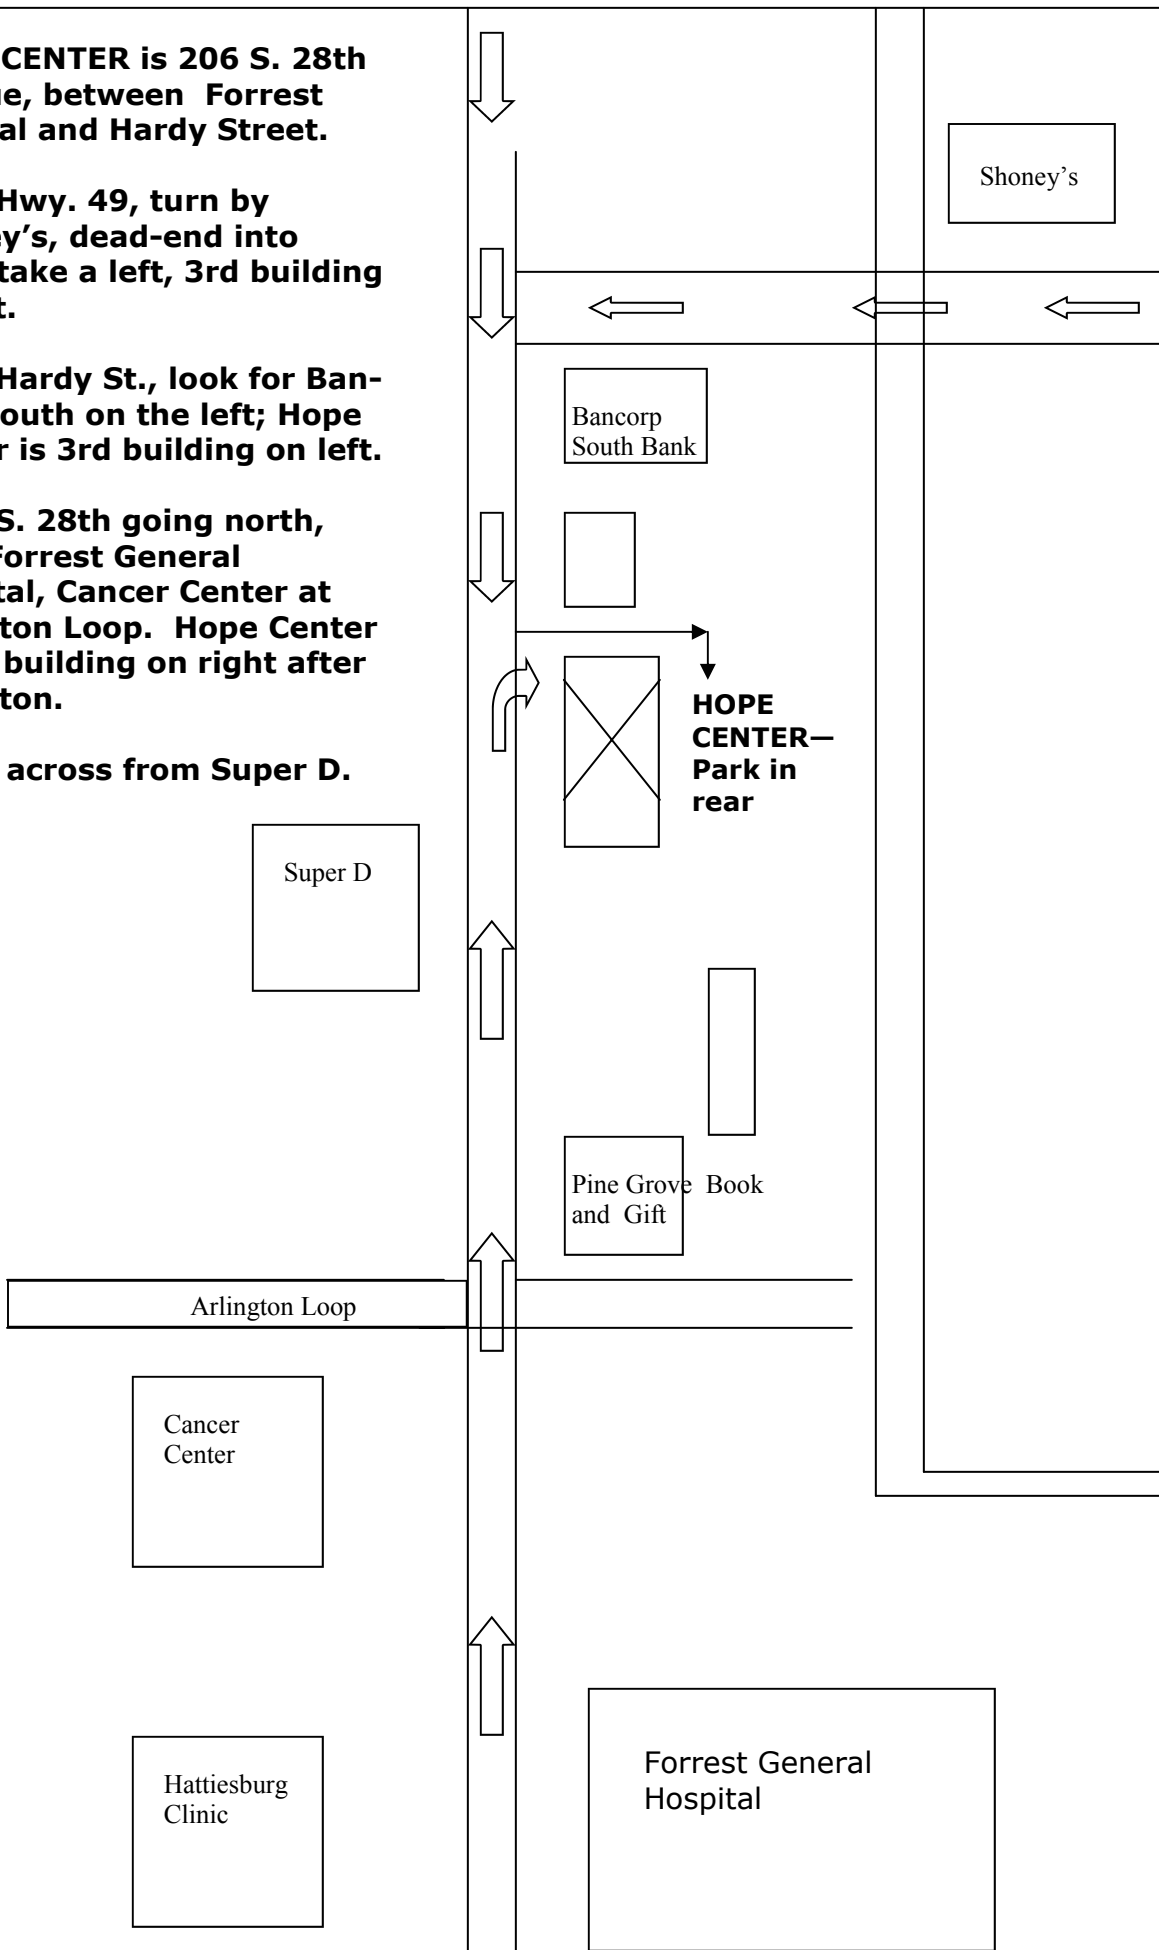 CENTER is 206 S. 28th
ue, between Forrest
al and Hardy Street.
Hwy. 49, turn by
ey’s, dead-end into
take a left, 3rd building
t.
Hardy St., look for Ban-
outh on the left; Hope
r is 3rd building on left.
S. 28th going north,
Forrest General
tal, Cancer Center at
ton Loop. Hope Center
building on right after
ton.
across from Super D.
Shoney’s
Bancorp
South Bank
HOPE
CENTER—
Park in
rear
Super D
Pine Grove Book
and Gift
Arlington Loop
Cancer
Center
Hattiesburg
Clinic
Forrest General
Hospital